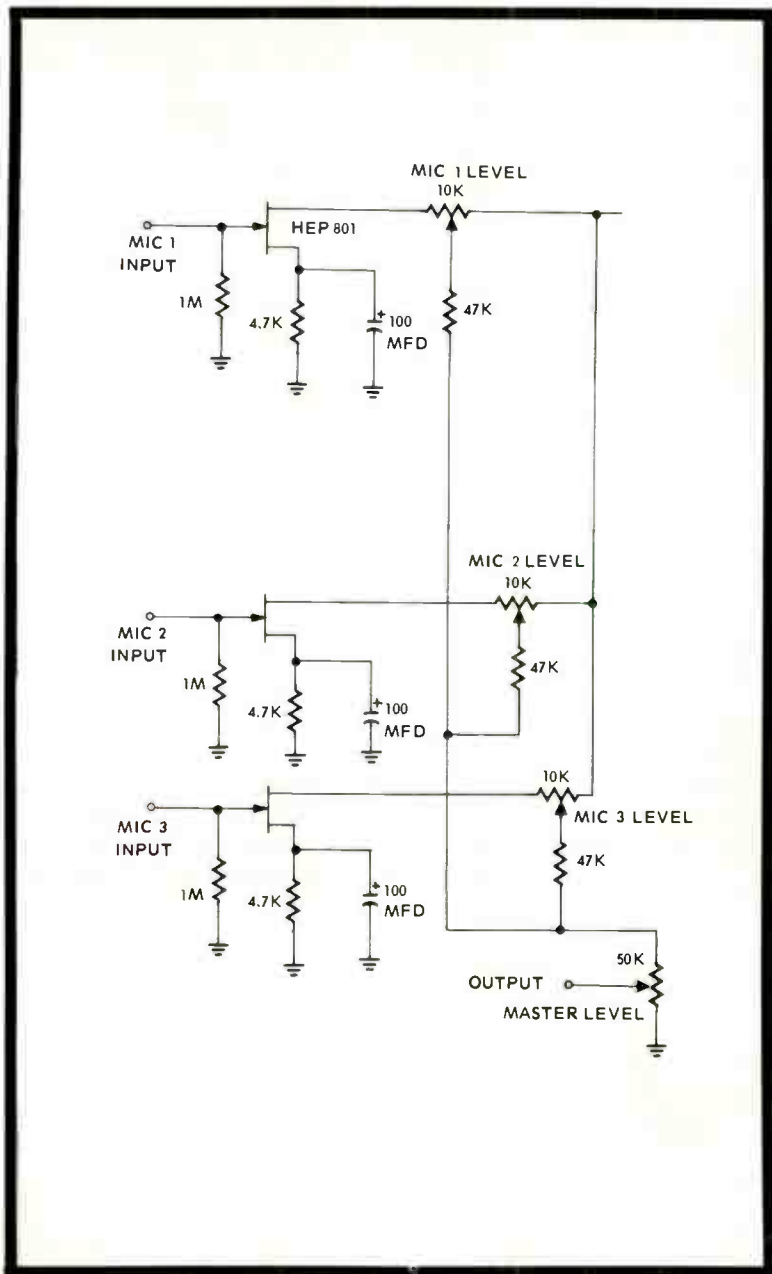 MIC 1 LEVEL
10K
HEP 801
MIC 1
INPUT
1M
4.7K
+
100
MFD
47K
MIC 2 LEVEL
10K
MIC 2
INPUT
1M
4.7K
+
100
MFD
47K
10K
MIC 3 LEVEL
MIC 3
INPUT
1M
4.7K
+
100
MFD
47K
50K
OUTPUT
MASTER LEVEL